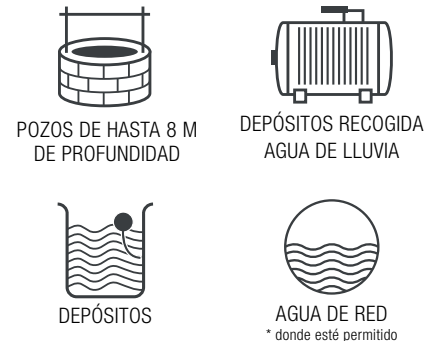 POZOS DE HASTA 8 M
DE PROFUNDIDAD
DEPÓSITOS RECOGIDA
AGUA DE LLUVIA
DEPÓSITOS
AGUA DE RED
* donde esté permitido